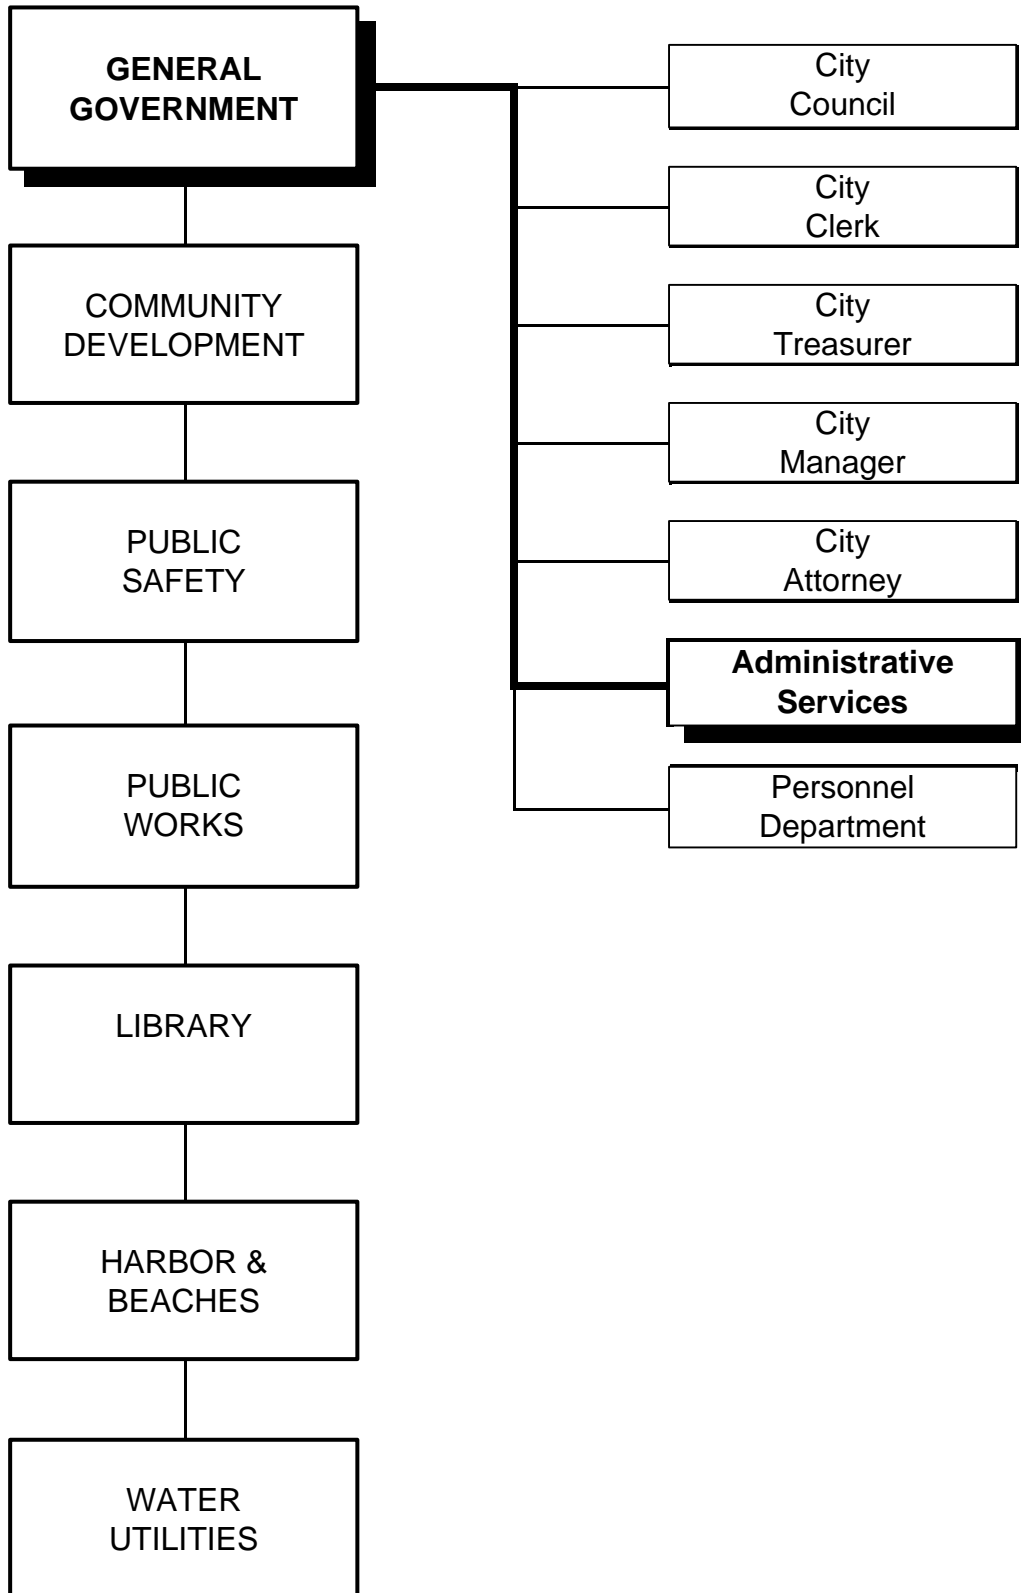 GENERAL
GOVERNMENT
COMMUNITY
DEVELOPMENT
PUBLIC
SAFETY
PUBLIC
WORKS
LIBRARY
HARBOR &
BEACHES
WATER
UTILITIES
City
Council
City
Clerk
City
Treasurer
City
Manager
City
Attorney
Administrative
Services
Personnel
Department